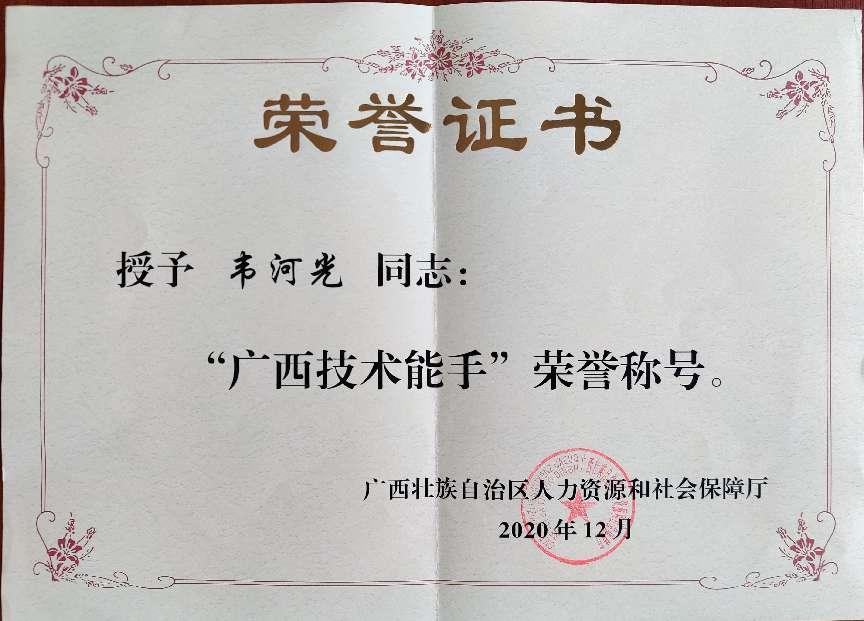 荣誉证书
授予 韦河光 同志：
“广西技术能手”荣誉称号。
广西壮族自治区人力资源和社会保障厅
2020年12月